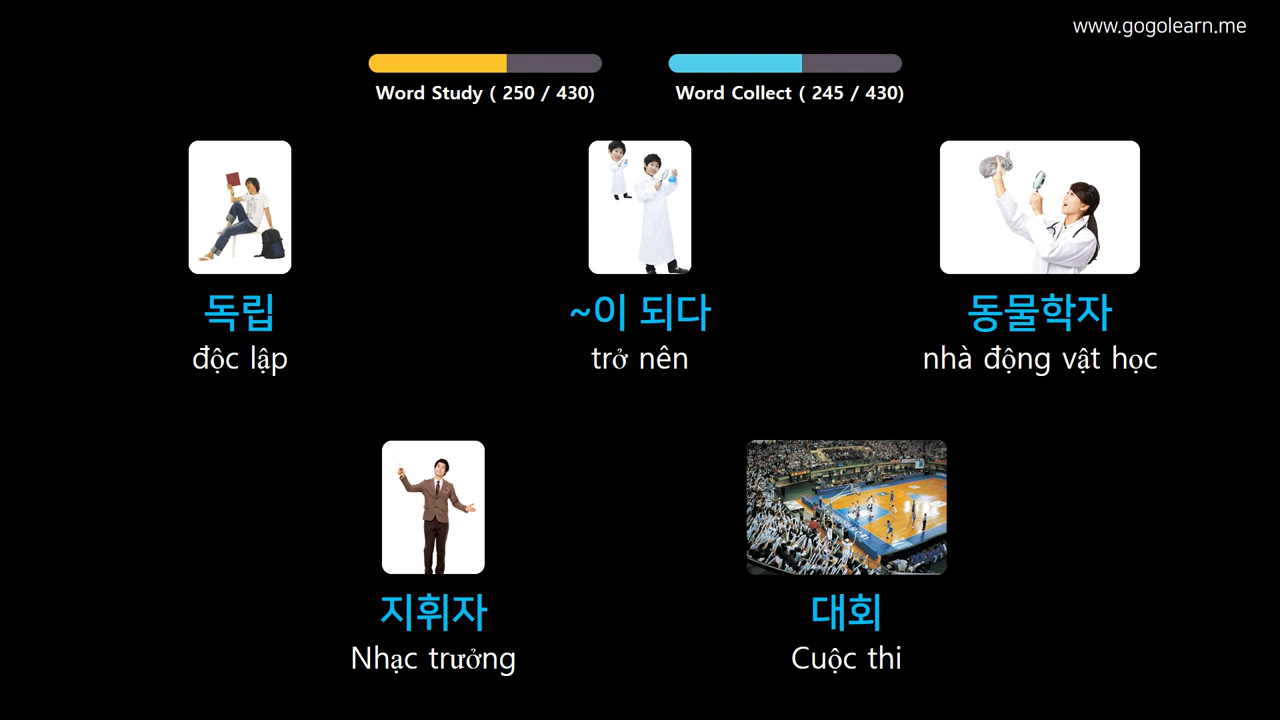 www.gogolearn.me
Word Study ( 250 / 430)
Word Collect ( 245 / 430)
독립
độc lập
~이 되다
trở nên
동물학자
nhà động vật học
지휘자
Nhạc trưởng
대회
Cuộc thi